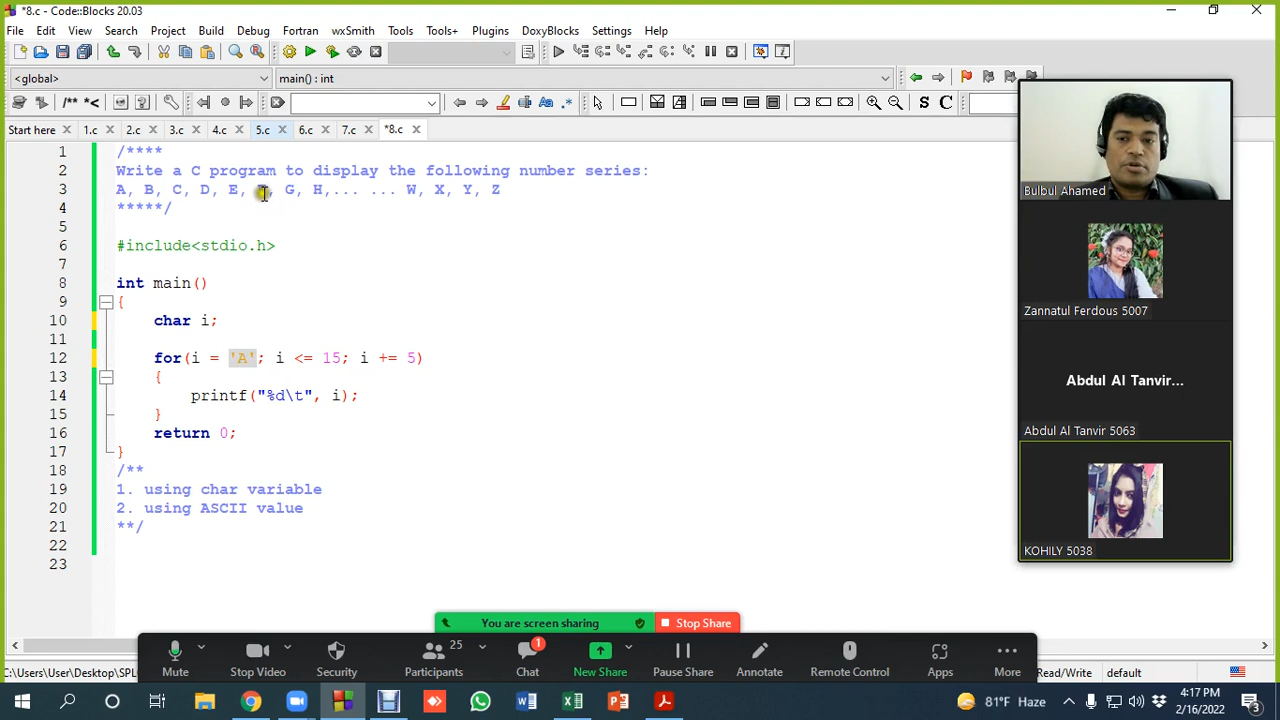 *8.c - Code::Blocks 20.03
File Edit View Search Project Build Debug Fortran wxSmith Tools Tools+ Plugins DoxyBlocks Settings Help
<global>
main() : int
/** *<
S C
Start here 1.c 2.c 3.c 4.c 5.c 6.c 7.c *8.c
1 /****
2 Write a C program to display the following number series:
3 A, B, C, D, E, , G, H,... ... W, X, Y, Z
4 *****/
5
6 #include<stdio.h>
7
8 int main()
9 {
10 char i;
11
12 for(i = 'A'; i <= 15; i += 5)
13 {
14 printf("%d\t", i);
15 }
16 return 0;
17 }
18 /**
19 1. using char variable
20 2. using ASCII value
21 **/
22
23
Bulbul Ahamed
Zannatul Ferdous 5007
Abdul Al Tanvir...
Abdul Al Tanvir 5063
KOHILY 5038
You are screen sharing Stop Share
Mute Stop Video Security Participants 25 Chat 1 New Share Pause Share Annotate Remote Control Apps More
C:\Users\User\Desktop\SPL
Read/Write default
81°F Haze
4:17 PM
2/16/2022
3